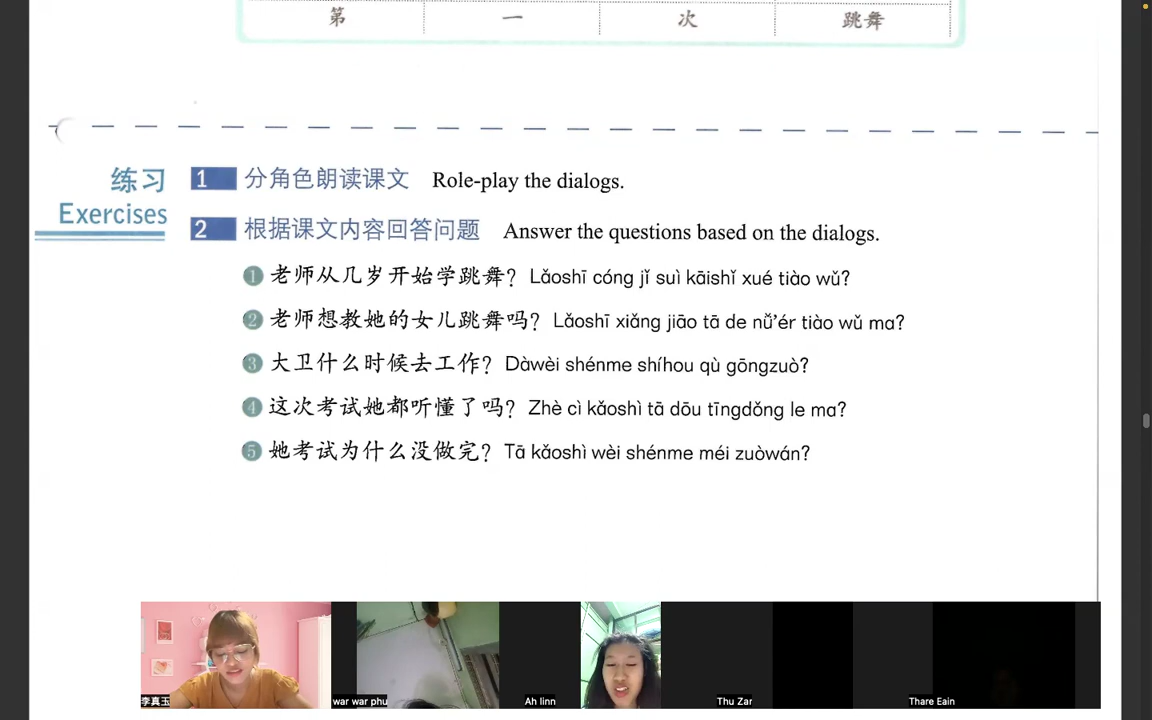 第 一 次 跳舞
练习 1 分角色朗读课文 Role-play the dialogs.
Exercises
2 根据课文内容回答问题 Answer the questions based on the dialogs.
1 老师从几岁开始学跳舞? Lǎoshī cóng jǐ suì kāishǐ xué tiào wǔ?
2 老师想教她的女儿跳舞吗? Lǎoshī xiǎng jiāo tā de nǚ'ér tiào wǔ ma?
3 大卫什么时候去工作? Dàwèi shénme shíhou qù gōngzuò?
4 这次考试她都听懂了吗? Zhè cì kǎoshì tā dōu tīngdǒng le ma?
5 她考试为什么没做完? Tā kǎoshì wèi shénme méi zuòwán?
李真玉 war war phu Ah linn Thu Zar Thare Eain